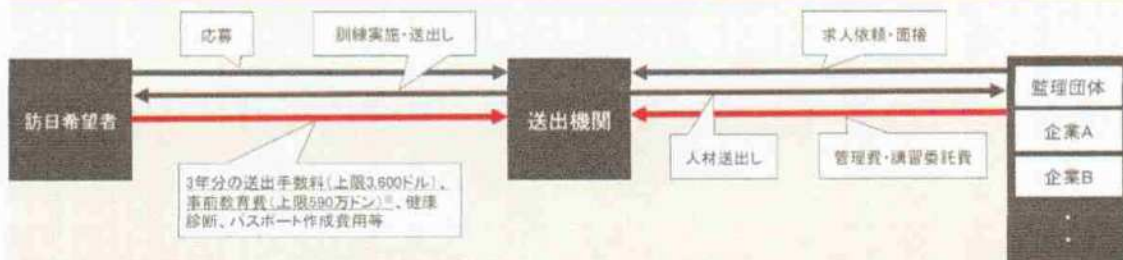 応募
訓練実施・送出し
求人依頼・面接
訪日希望者
送出機関
監理団体
企業A
企業B
人材送出し
管理費・講習委託費
3年分の送出手数料(上限3,600ドル)、
事前教育費(上限590万ドン)※、健康
診断、パスポート作成費用等